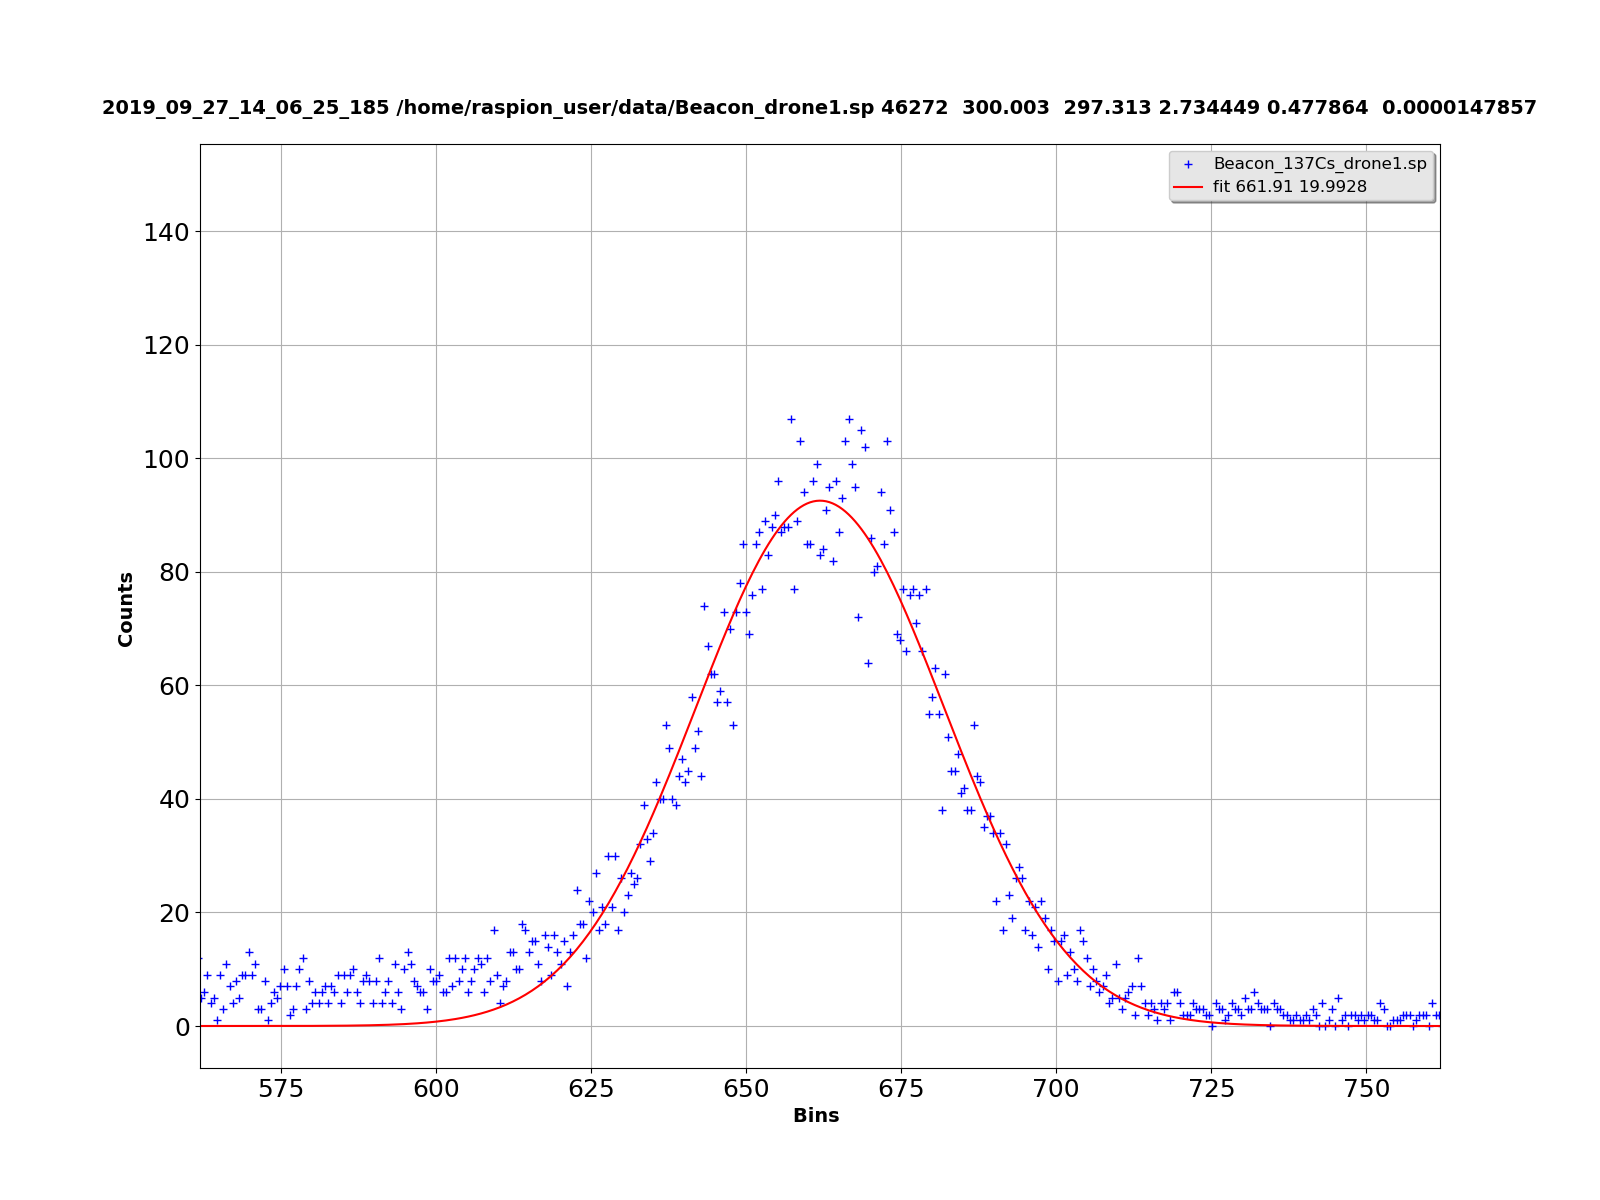 2019_09_27_14_06_25_185 /home/raspion_user/data/Beacon_drone1.sp 46272  300.003  297.313 2.734449 0.477864  0.0000147857
Beacon_137Cs_drone1.sp
fit 661.91 19.9928
140
120
100
80
60
40
20
0
Counts
575 600 625 650 675 700 725 750
Bins